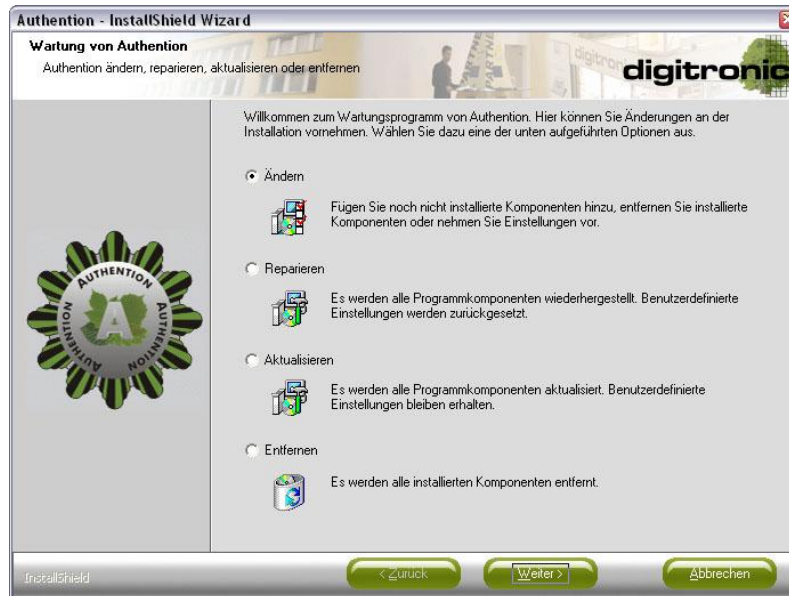 Authention - InstallShield Wizard
Wartung von Authention
Authention ändern, reparieren, aktualisieren oder entfernen
PARTNER
digitronic
Willkommen zum Wartungsprogramm von Authention. Hier können Sie Änderungen an der
Installation vornehmen. Wählen Sie dazu eine der unten aufgeführten Optionen aus.
Ändern
Fügen Sie noch nicht installierte Komponenten hinzu, entfernen Sie installierte
Komponenten oder nehmen Sie Einstellungen vor.
Reparieren
Es werden alle Programmkomponenten wiederhergestellt. Benutzerdefinierte
Einstellungen werden zurückgesetzt.
Aktualisieren
Es werden alle Programmkomponenten aktualisiert. Benutzerdefinierte
Einstellungen bleiben erhalten.
Entfernen
Es werden alle installierten Komponenten entfernt.
AUTHENTION
AUTHENTION
AUTHENTION
AUTHENTION
A
InstallShield
< Zurück
Weiter >
Abbrechen